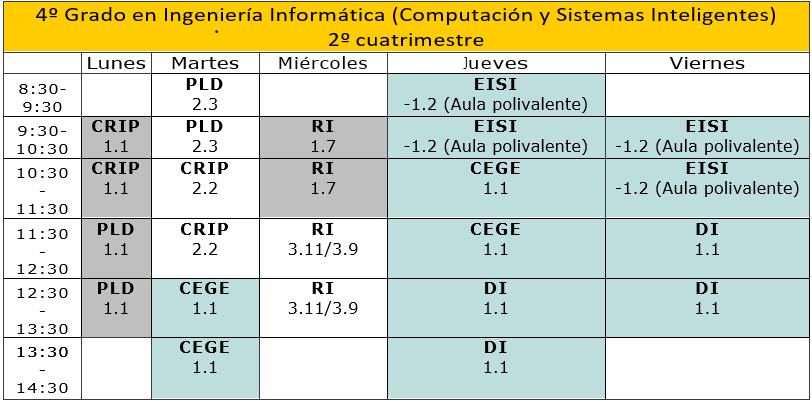 4º Grado en Ingeniería Informática (Computación y Sistemas Inteligentes)
2º cuatrimestre
Lunes Martes Miércoles Jueves Viernes
8:30-
9:30
PLD
2.3
EISI
-1.2 (Aula polivalente)
9:30-
10:30
CRIP
1.1
PLD
2.3
RI
1.7
EISI
-1.2 (Aula polivalente)
EISI
-1.2 (Aula polivalente)
10:30
-
11:30
CRIP
1.1
CRIP
2.2
RI
1.7
CEGE
1.1
EISI
-1.2 (Aula polivalente)
11:30
-
12:30
PLD
1.1
CRIP
2.2
RI
3.11/3.9
CEGE
1.1
DI
1.1
12:30
-
13:30
PLD
1.1
CEGE
1.1
RI
3.11/3.9
DI
1.1
DI
1.1
13:30
-
14:30
CEGE
1.1
DI
1.1